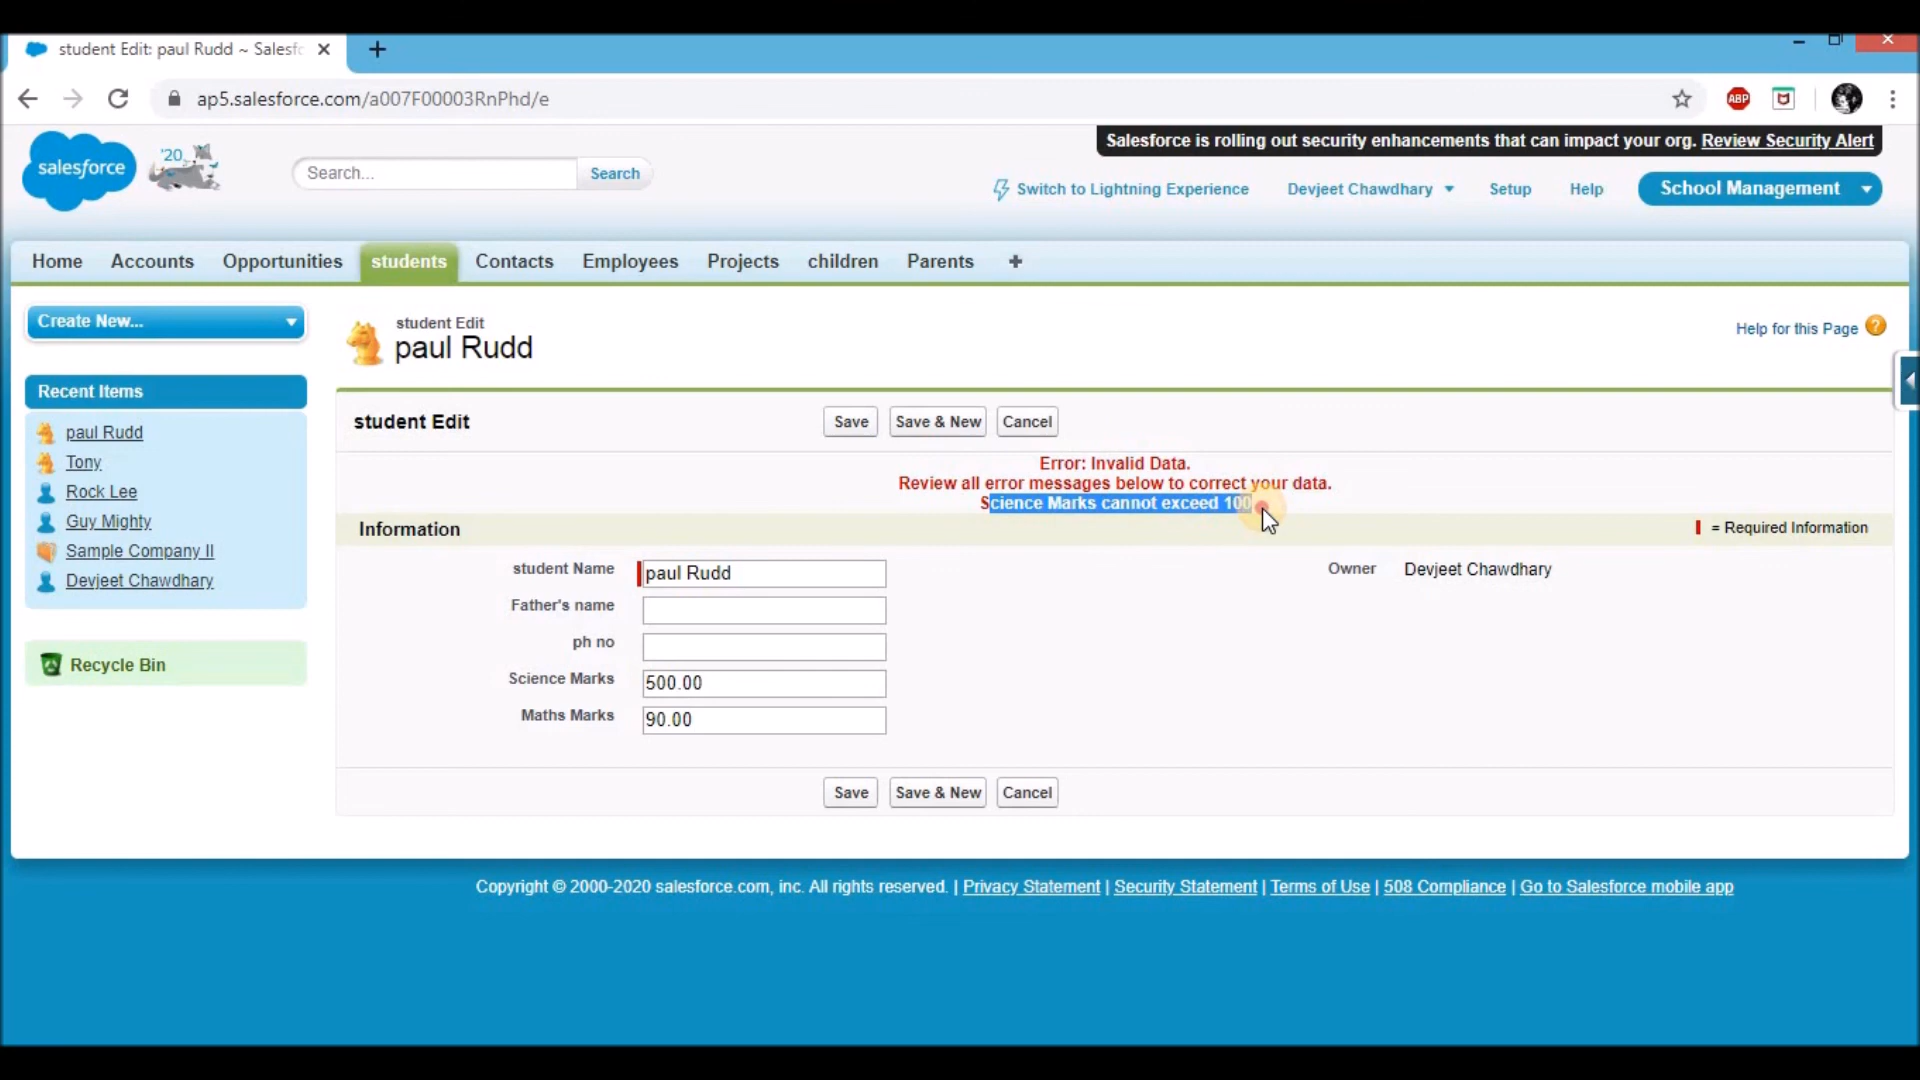 student Edit: paul Rudd ~ Salesfc
ap5.salesforce.com/a007F00003RnPhd/e
ABP
Salesforce is rolling out security enhancements that can impact your org. Review Security Alert
salesforce
'20
Search...
Search
Switch to Lightning Experience
Devjeet Chawdhary
Setup
Help
School Management
Home
Accounts
Opportunities
students
Contacts
Employees
Projects
children
Parents
+
Create New...
student Edit
paul Rudd
Help for this Page ?
Recent Items
paul Rudd
Tony
Rock Lee
Guy Mighty
Sample Company II
Devjeet Chawdhary
Recycle Bin
student Edit
Save
Save & New
Cancel
Error: Invalid Data.
Review all error messages below to correct your data.
Science Marks cannot exceed 100
Information
= Required Information
student Name
paul Rudd
Owner
Devjeet Chawdhary
Father's name
ph no
Science Marks
500.00
Maths Marks
90.00
Save
Save & New
Cancel
Copyright © 2000-2020 salesforce.com, inc. All rights reserved. | Privacy Statement | Security Statement | Terms of Use | 508 Compliance | Go to Salesforce mobile app